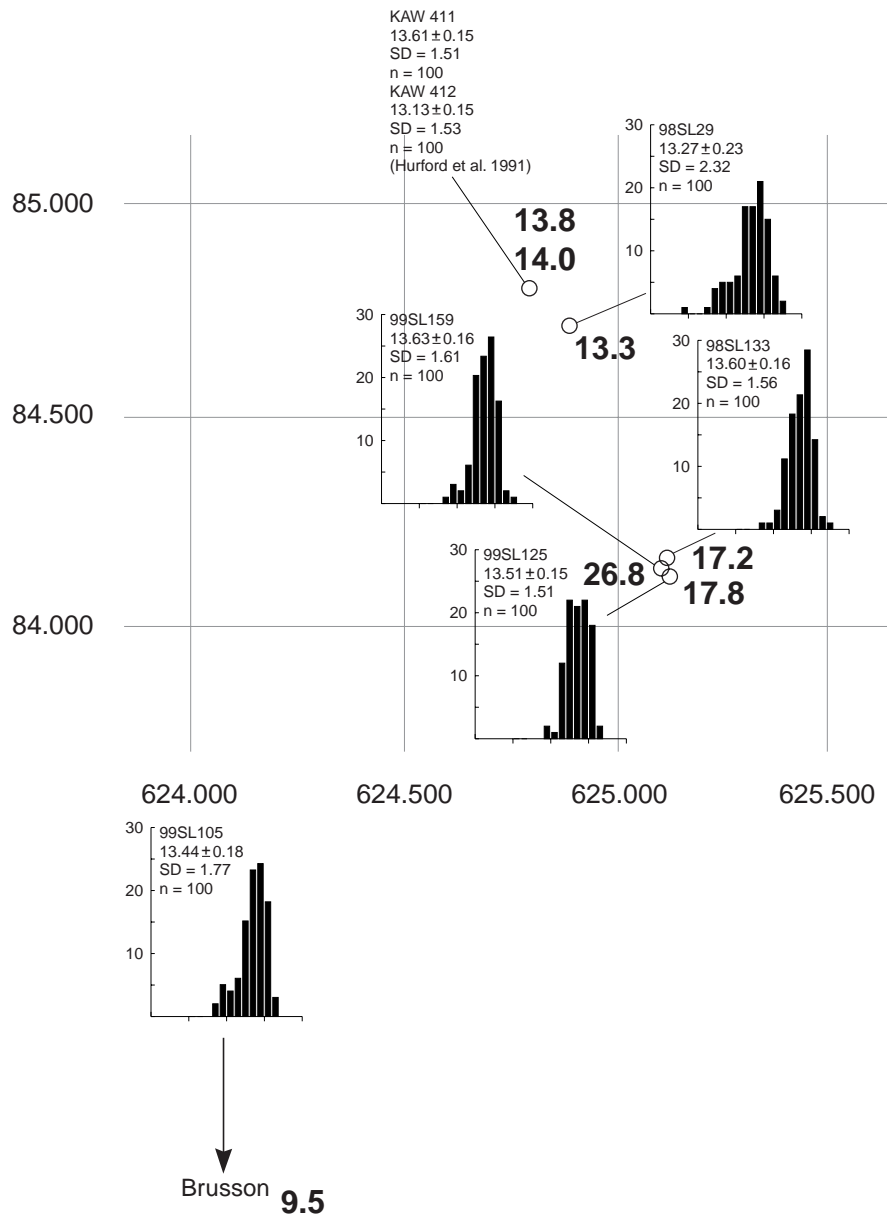 KAW 411
13.61±0.15
SD = 1.51
n = 100
KAW 412
13.13±0.15
SD = 1.53
n = 100
(Hurford et al. 1991)
30
20
10
98SL29
13.27±0.23
SD = 2.32
n = 100
85.000
13.8
14.0
13.3
30
20
10
99SL159
13.63±0.16
SD = 1.61
n = 100
30
20
10
98SL133
13.60±0.16
SD = 1.56
n = 100
84.500
30
20
10
99SL125
13.51±0.15
SD = 1.51
n = 100
26.8
17.2
17.8
84.000
624.000
624.500
625.000
625.500
30
20
10
99SL105
13.44±0.18
SD = 1.77
n = 100
Brusson
9.5